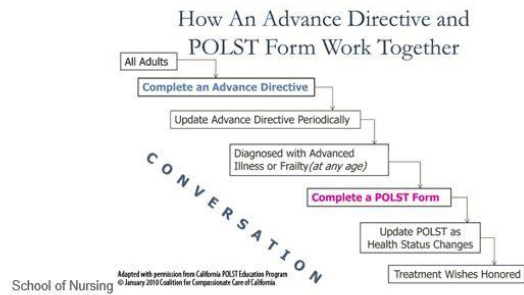 How An Advance Directive and
POLST Form Work Together
All Adults
Complete an Advance Directive
Update Advance Directive Periodically
Diagnosed with Advanced
Illness or Frailty(at any age)
Complete a POLST Form
Update POLST as
Health Status Changes
Treatment Wishes Honored
CONVERSATION
Adapted with permission from California POLST Education Program
© January 2010 Coalition for Compassionate Care of California
School of Nursing